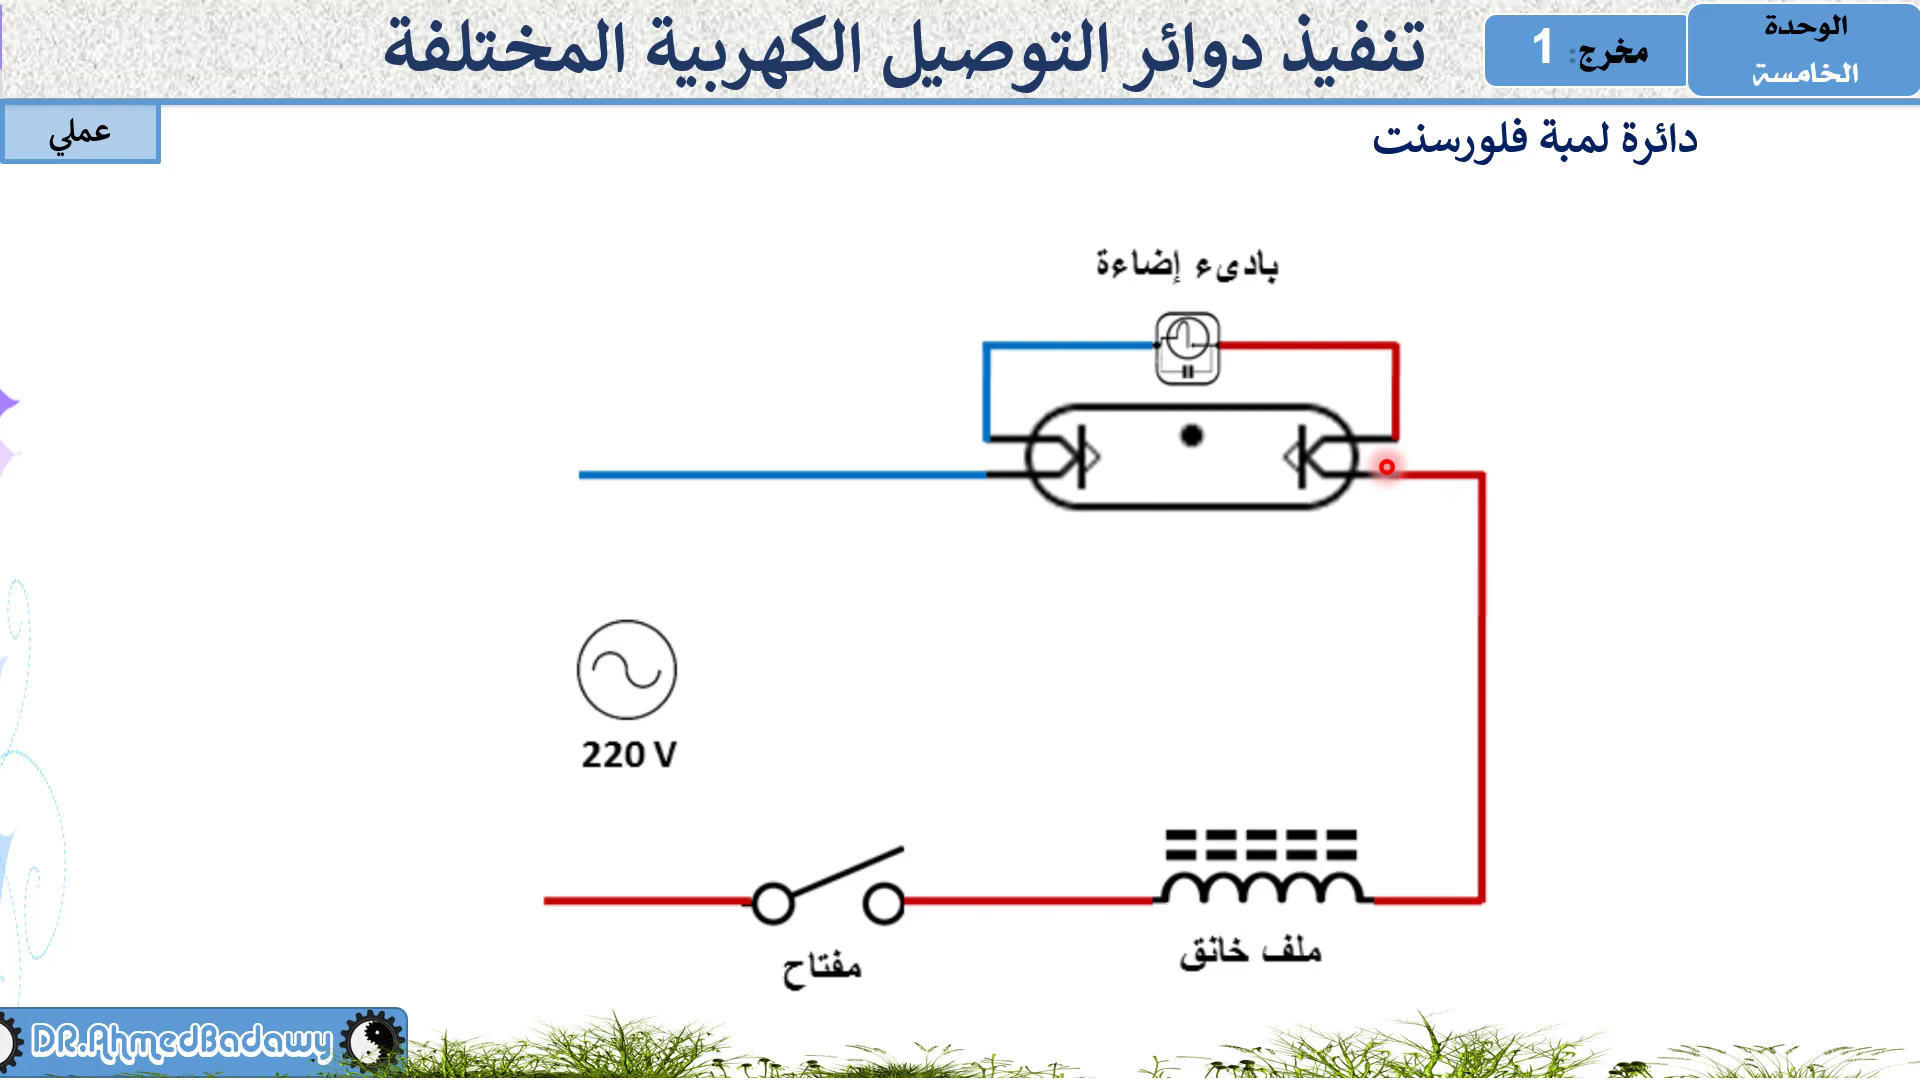 الوحدة
الخامسة
مخرج: 1
تنفيذ دوائر التوصيل الكهربية المختلفة
عملي
دائرة لمبة فلورسنت
بادىء إضاءة
220 V
مفتاح
ملف خانق
DR.AhmedBadawy